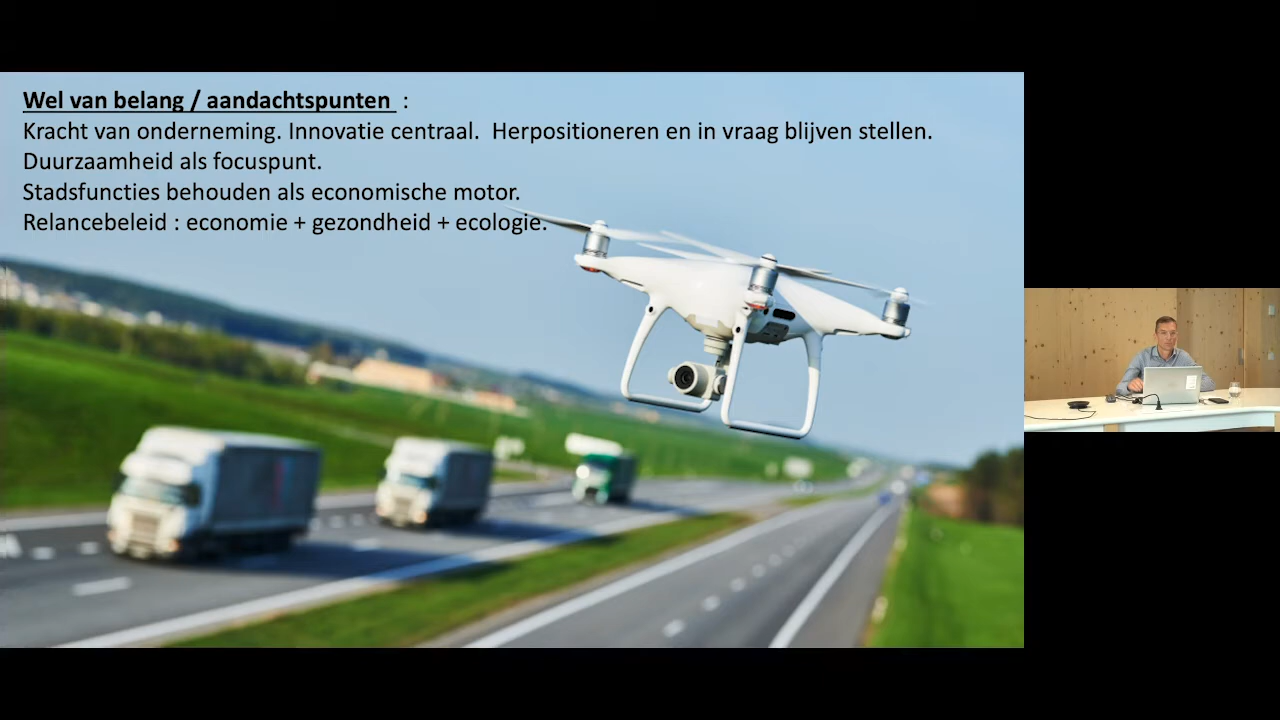 Wel van belang / aandachtspunten :
Kracht van onderneming. Innovatie centraal. Herpositioneren en in vraag blijven stellen.
Duurzaamheid als focuspunt.
Stadsfuncties behouden als economische motor.
Relancebeleid : economie + gezondheid + ecologie.